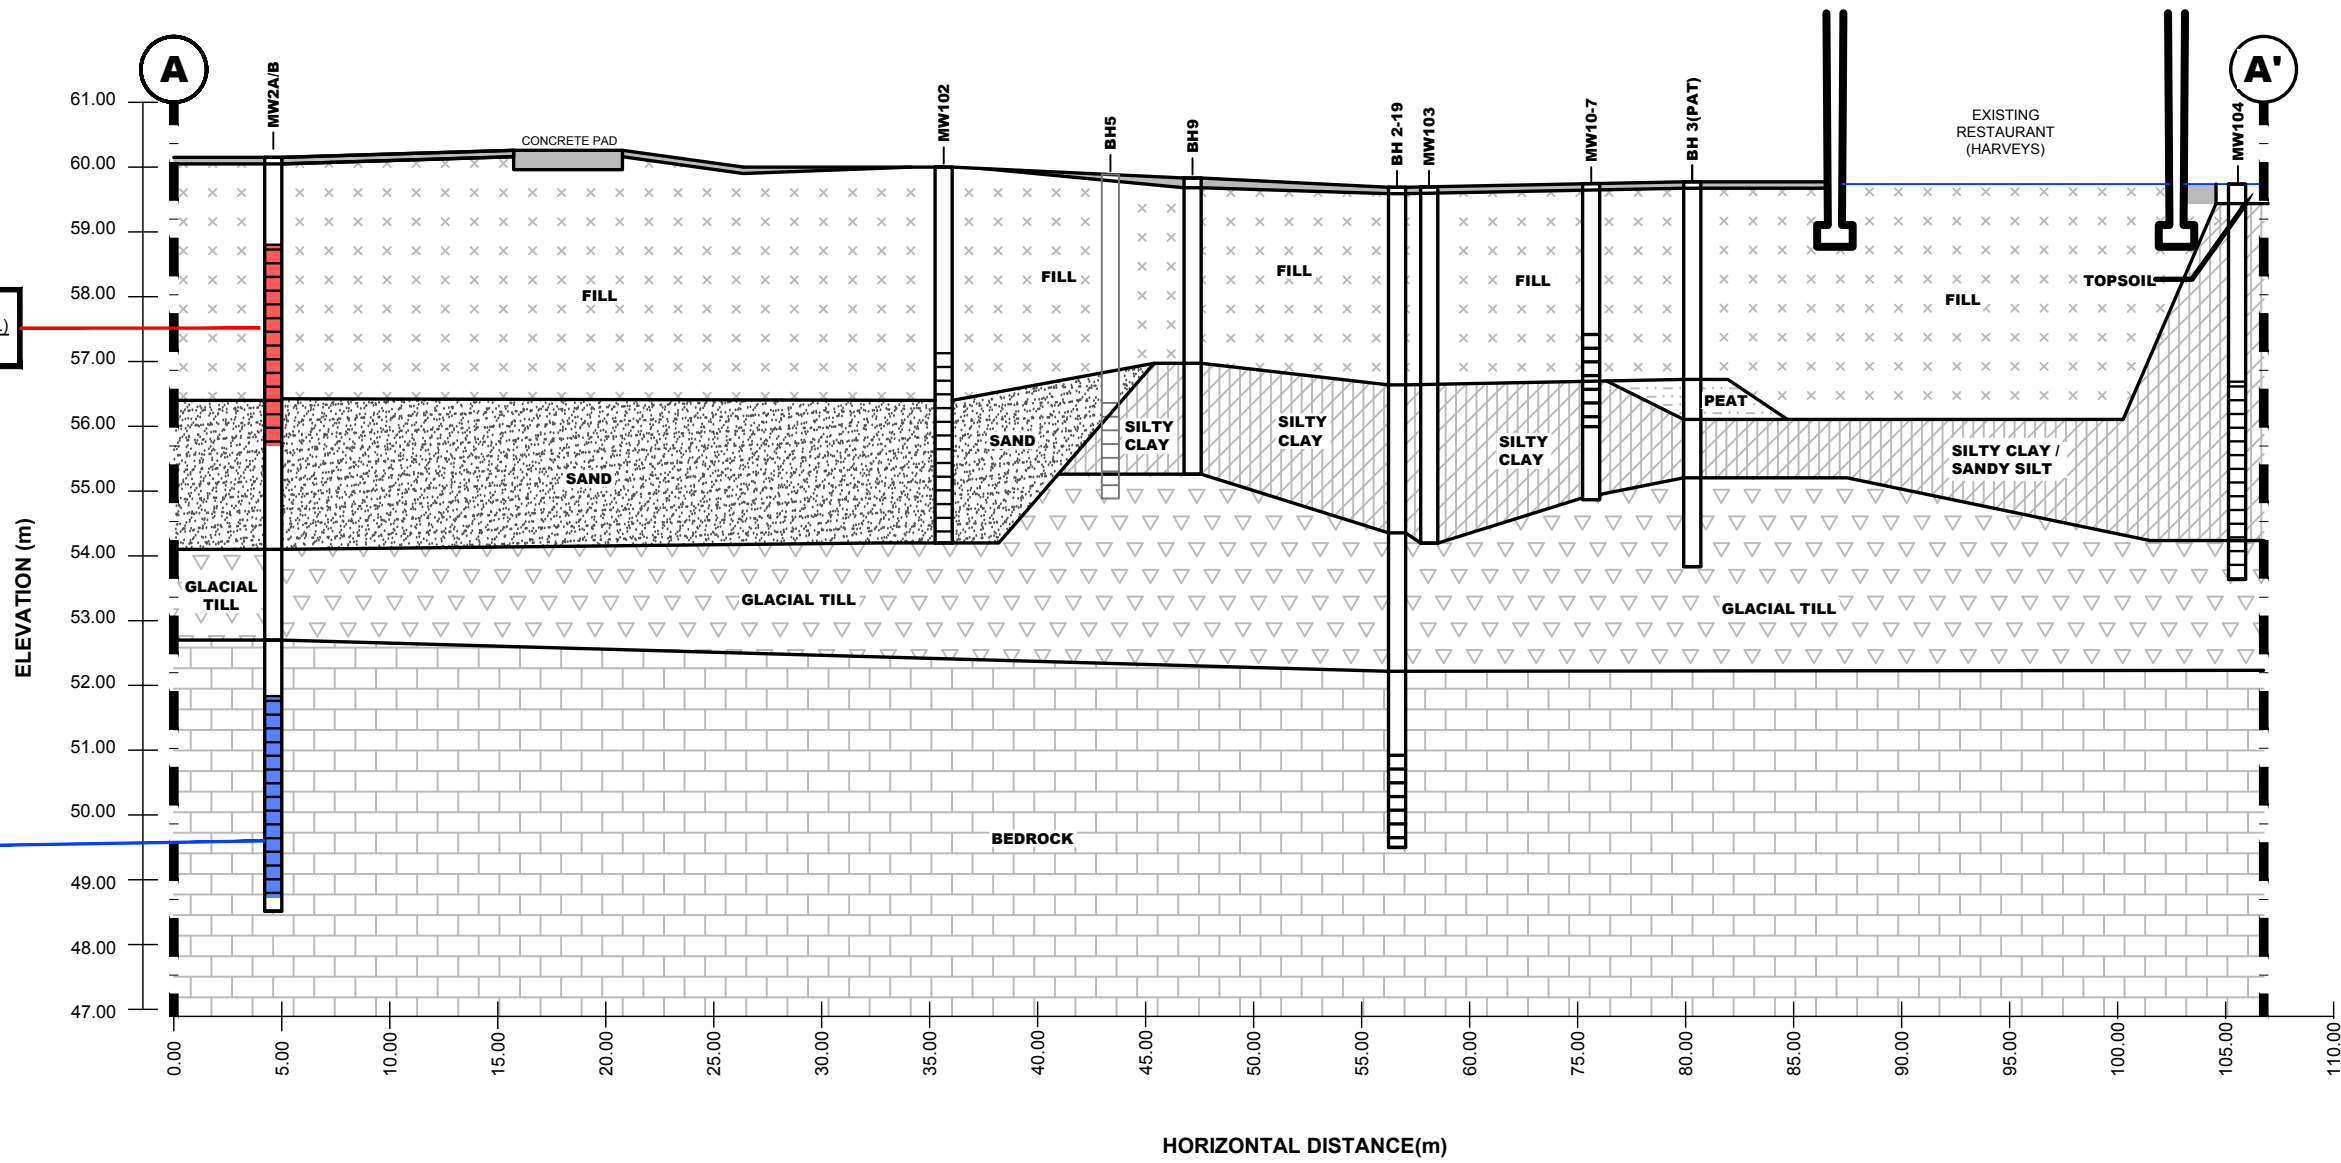 A
A'
MW2A/B
MW102
BH5
BH9
BH 2-19
MW103
MW10-7
BH 3(PAT)
MW104
EXISTING
RESTAURANT
(HARVEYS)
CONCRETE PAD
61.00
60.00
59.00
58.00
57.00
56.00
55.00
54.00
53.00
52.00
51.00
50.00
49.00
48.00
47.00
ELEVATION (m)
FILL
FILL
FILL
FILL
FILL
TOPSOIL
PEAT
SAND
SAND
SILTY
CLAY
SILTY
CLAY
SILTY
CLAY
SILTY CLAY /
SANDY SILT
GLACIAL
TILL
GLACIAL TILL
GLACIAL TILL
BEDROCK
0.00
5.00
10.00
15.00
20.00
25.00
30.00
35.00
40.00
45.00
50.00
55.00
60.00
65.00
70.00
75.00
80.00
85.00
90.00
95.00
100.00
105.00
110.00
HORIZONTAL DISTANCE(m)